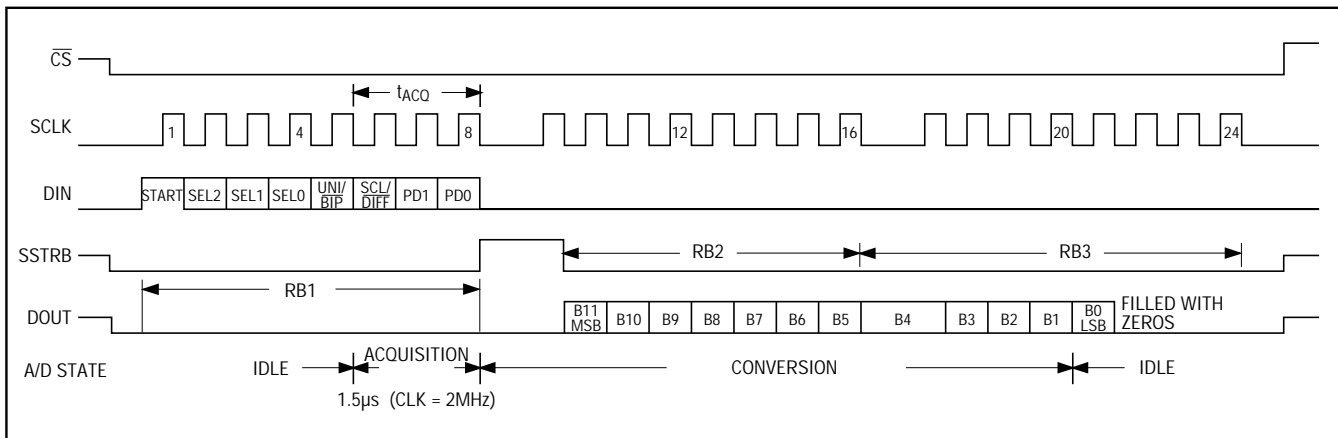 CS
tACQ
SCLK
1 4 8 12 16 20 24
DIN
START SEL2 SEL1 SEL0 UNI/ BIP SCL/ DIFF PD1 PD0
SSTRB
RB2 RB3
RB1
DOUT
B11 MSB B10 B9 B8 B7 B6 B5 B4 B3 B2 B1 B0 LSB
FILLED WITH
ZEROS
A/D STATE
IDLE ACQUISITION CONVERSION IDLE
1.5µs (CLK = 2MHz)